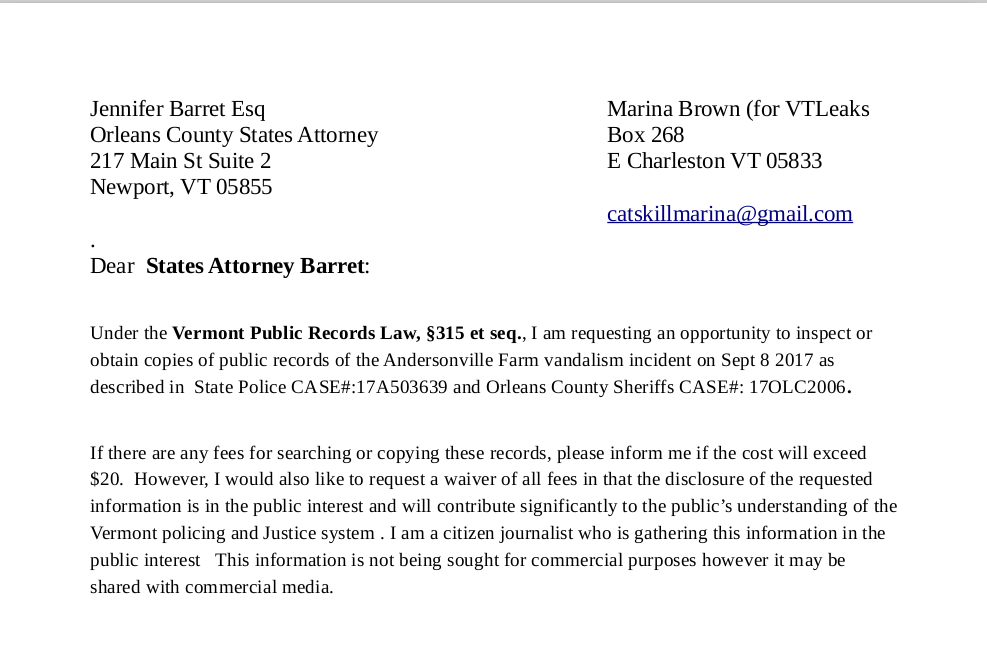 Jennifer Barret Esq
Orleans County States Attorney
217 Main St Suite 2
Newport, VT 05855
Marina Brown (for VTLeaks
Box 268
E Charleston VT 05833
catskillmarina@gmail.com
.
Dear  States Attorney Barret:
Under the Vermont Public Records Law, §315 et seq., I am requesting an opportunity to inspect or
obtain copies of public records of the Andersonville Farm vandalism incident on Sept 8 2017 as
described in  State Police CASE#:17A503639 and Orleans County Sheriffs CASE#: 17OLC2006.
If there are any fees for searching or copying these records, please inform me if the cost will exceed
$20.  However, I would also like to request a waiver of all fees in that the disclosure of the requested
information is in the public interest and will contribute significantly to the public’s understanding of the
Vermont policing and Justice system . I am a citizen journalist who is gathering this information in the
public interest   This information is not being sought for commercial purposes however it may be
shared with commercial media.